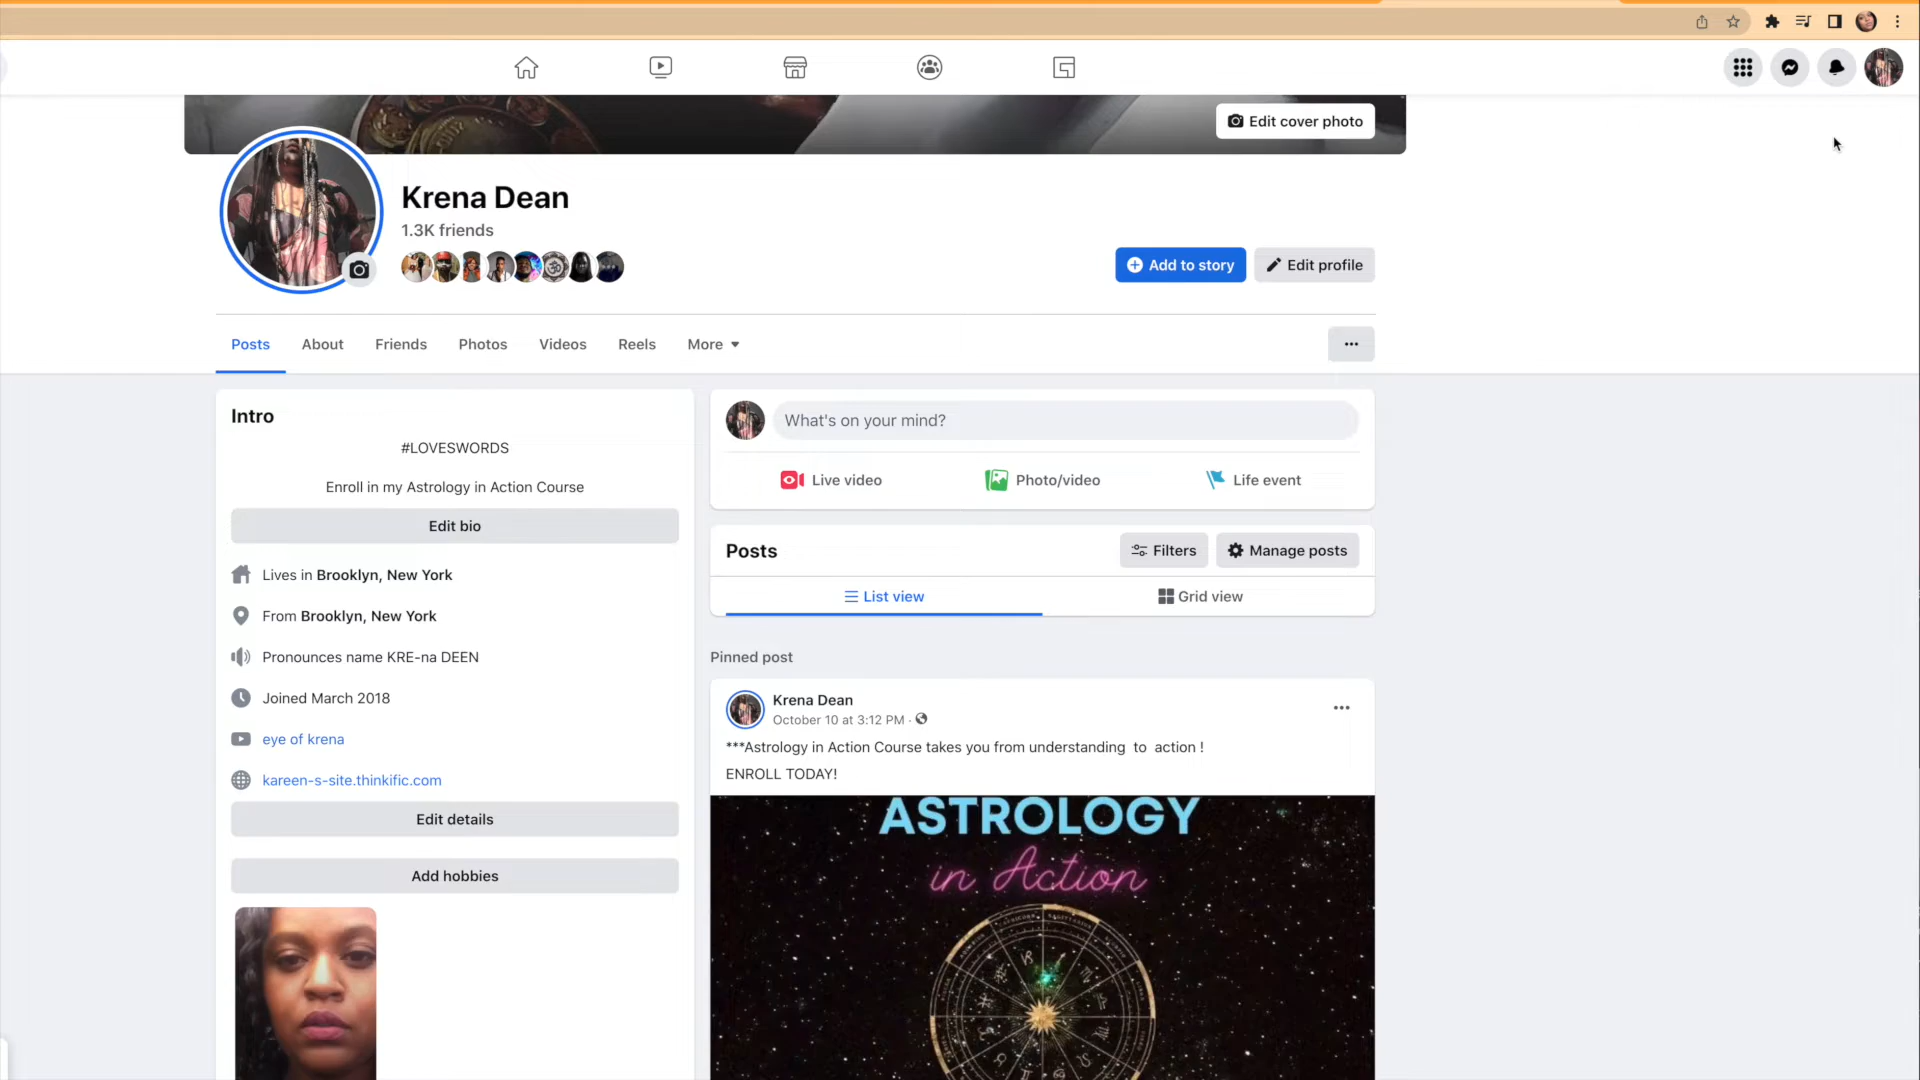 Edit cover photo
Krena Dean
1.3K friends
Add to story
Edit profile
Posts
About
Friends
Photos
Videos
Reels
More
Intro
#LOVESWORDS
Enroll in my Astrology in Action Course
Edit bio
Lives in Brooklyn, New York
From Brooklyn, New York
Pronounces name KRE-na DEEN
Joined March 2018
eye of krena
kareen-s-site.thinkific.com
Edit details
Add hobbies
What's on your mind?
Live video
Photo/video
Life event
Posts
Filters
Manage posts
List view
Grid view
Pinned post
Krena Dean
October 10 at 3:12 PM ·
***Astrology in Action Course takes you from understanding to action !
ENROLL TODAY!
ASTROLOGY
in Action